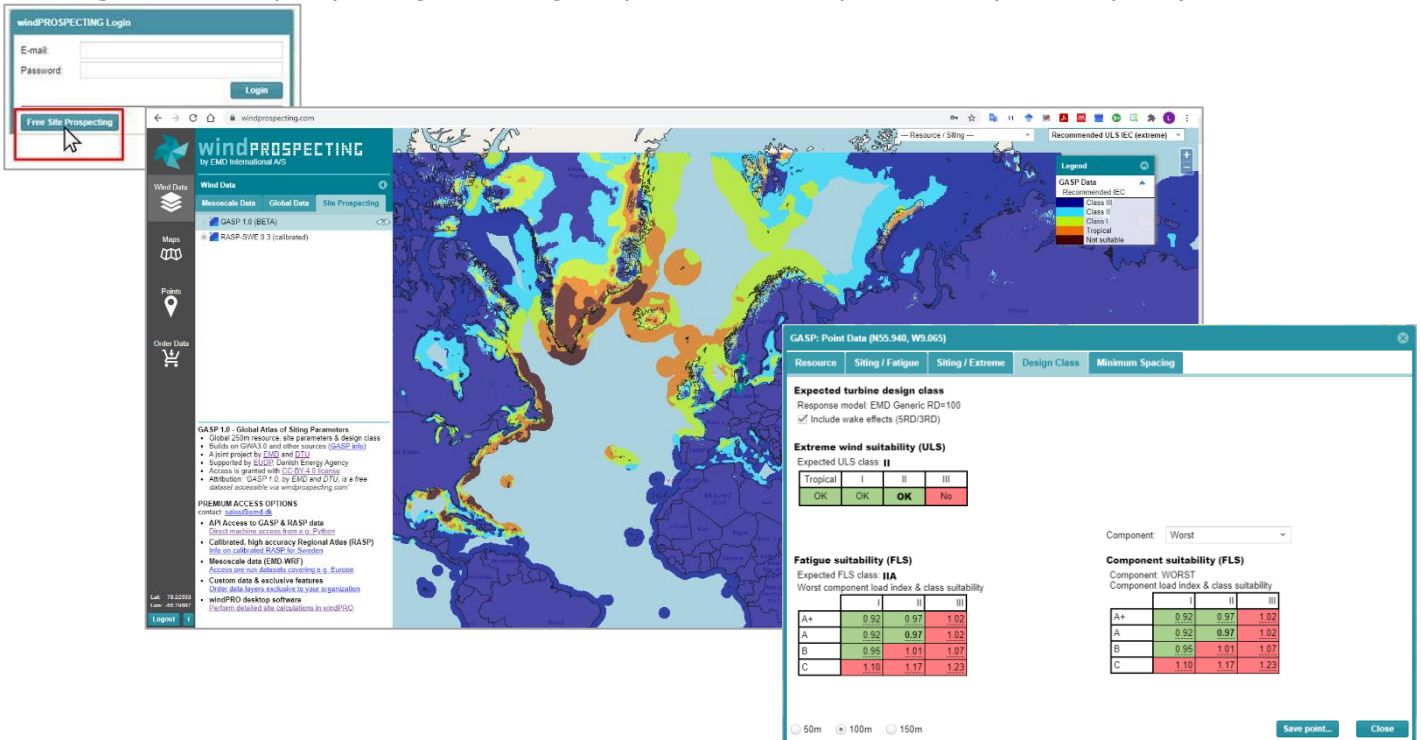 windPROSPECTING Login
E-mail:
Password:
Login
Free Site Prospecting
windprospecting.com
windPROSPECTING
by EMD International A/S
--- Resource / Siting ---
Recommended ULS IEC (extreme)
Wind Data
Maps
Points
Order Data
Wind Data
Mesoscale Data Global Data Site Prospecting
GASP 1.0 (BETA)
RASP-SWE 0.3 (calibrated)
Legend
GASP Data
Recommended IEC
Class III
Class II
Class I
Tropical
Not suitable
GASP 1.0 - Global Atlas of Siting Parameters
• Global 250m resource, site parameters & design class
• Builds on GWA3.0 and other sources (GASP info)
• A joint project by EMD and DTU
• Supported by EUDP, Danish Energy Agency
• Access is granted with CC-BY-4.0 license
• Attribution: 'GASP 1.0, by EMD and DTU, is a free
dataset accessible via windprospecting.com'
PREMIUM ACCESS OPTIONS
contact: sales@emd.dk
• API Access to GASP & RASP data
Direct machine access from e.g. Python
• Calibrated, high accuracy Regional Atlas (RASP)
Info on calibrated RASP for Sweden
• Mesoscale data (EMD-WRF)
Access pre-run datasets covering e.g. Europe
• Custom data & exclusive features
Order data layers exclusive to your organization
• windPRO desktop software
Perform detailed site calculations in windPRO
Logout
GASP: Point Data (N55.940, W9.065)
Resource Siting / Fatigue Siting / Extreme Design Class Minimum Spacing
Expected turbine design class
Response model: EMD Generic RD=100
Include wake effects (5RD/3RD)
Extreme wind suitability (ULS)
Expected ULS class: II
Tropical I II III
OK OK OK No
Component: Worst
Fatigue suitability (FLS)
Expected FLS class: IIA
Worst component load index & class suitability
I II III
A+ 0.92 0.97 1.02
A 0.92 0.97 1.02
B 0.95 1.01 1.07
C 1.10 1.17 1.23
Component suitability (FLS)
Component: WORST
Component load index & class suitability
I II III
A+ 0.92 0.97 1.02
A 0.92 0.97 1.02
B 0.95 1.01 1.07
C 1.10 1.17 1.23
50m 100m 150m
Save point... Close